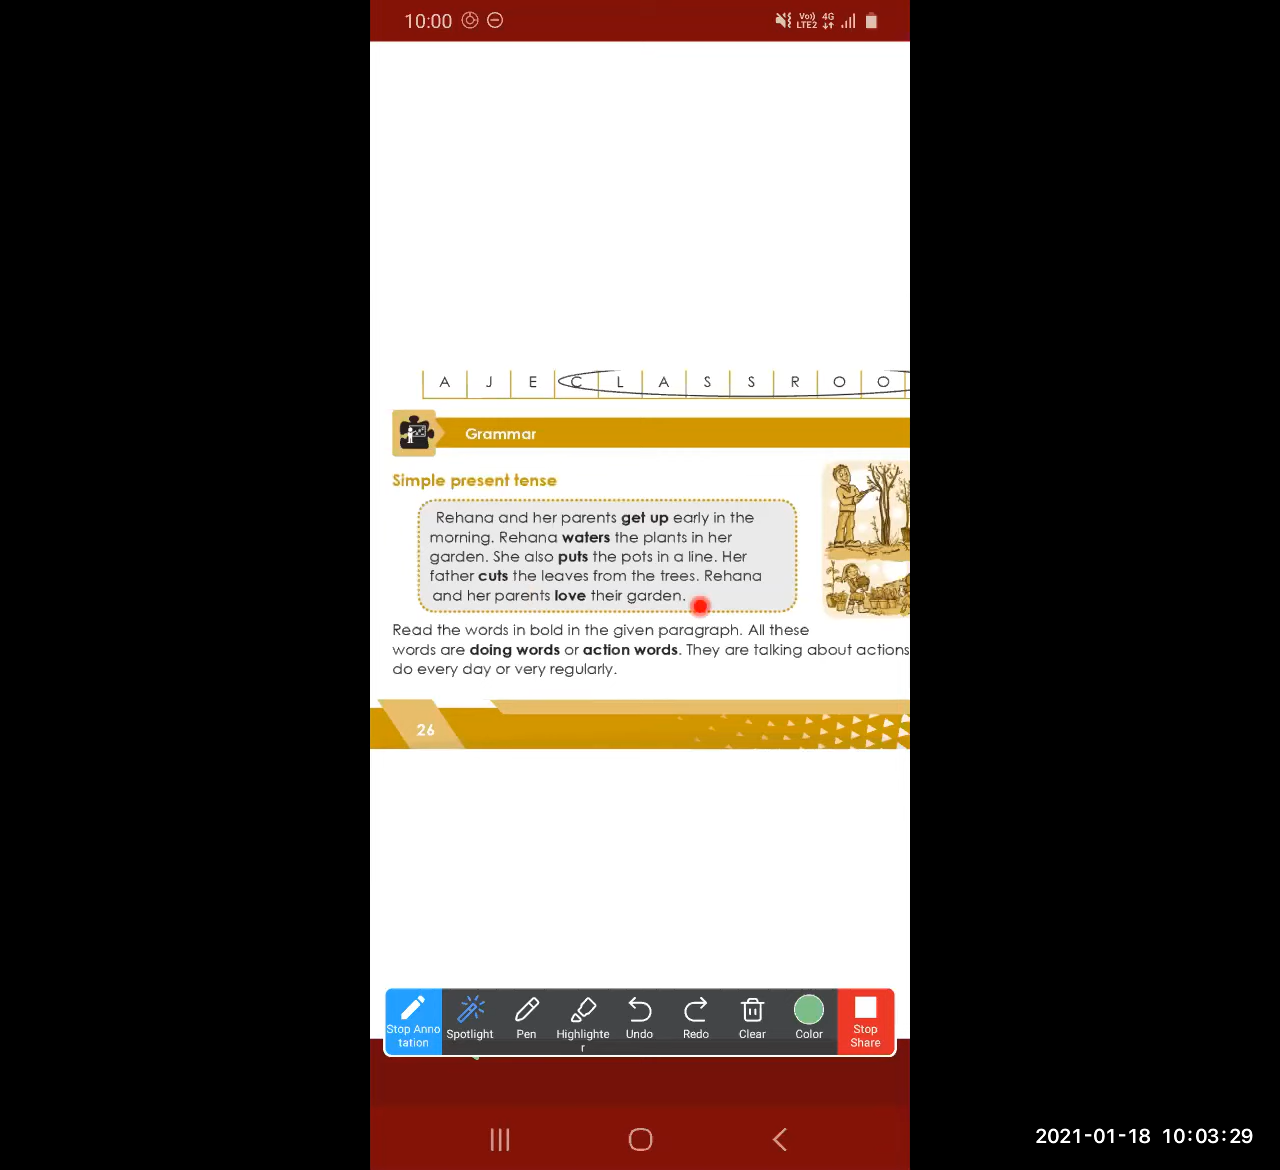 10:00
Vo))
LTE2
4G
A J E C L A S S R O O
Grammar
Simple present tense
Rehana and her parents get up early in the
morning. Rehana waters the plants in her
garden. She also puts the pots in a line. Her
father cuts the leaves from the trees. Rehana
and her parents love their garden.
Read the words in bold in the given paragraph. All these
words are doing words or action words. They are talking about actions
do every day or very regularly.
26
Stop Anno
tation
Spotlight
Pen
Highlighte
r
Undo
Redo
Clear
Color
Stop
Share
2021-01-18 10:03:29